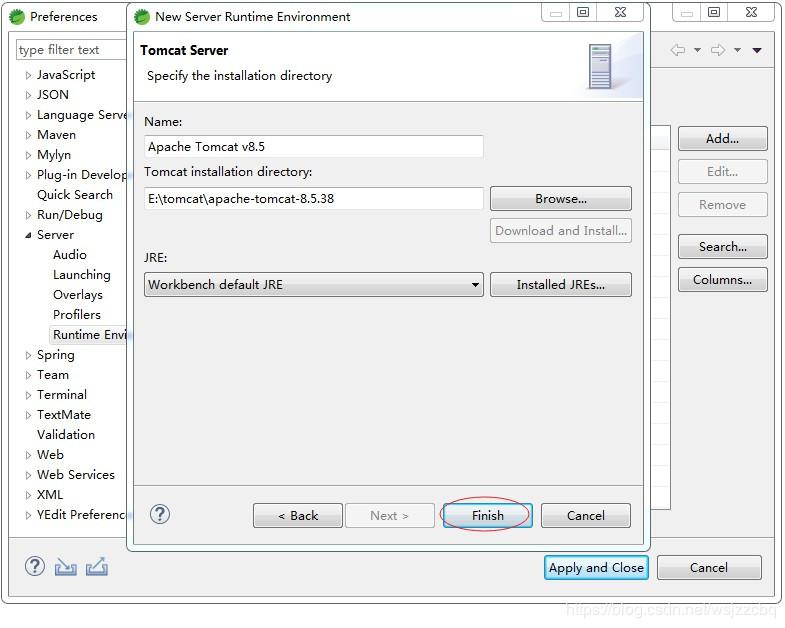 Preferences
type filter text
JavaScript
JSON
Language Serve
Maven
Mylyn
Plug-in Develop
Quick Search
Run/Debug
Server
Audio
Launching
Overlays
Profilers
Runtime Envi
Spring
Team
Terminal
TextMate
Validation
Web
Web Services
XML
YEdit Preferenc
New Server Runtime Environment
Tomcat Server
Specify the installation directory
Name:
Apache Tomcat v8.5
Tomcat installation directory:
E:\tomcat\apache-tomcat-8.5.38
Browse...
Download and Install...
JRE:
Workbench default JRE
Installed JREs...
< Back
Next >
Finish
Cancel
Add...
Edit...
Remove
Search...
Columns...
Apply and Close
Cancel
https://blog.csdn.net/wsjzzcbq